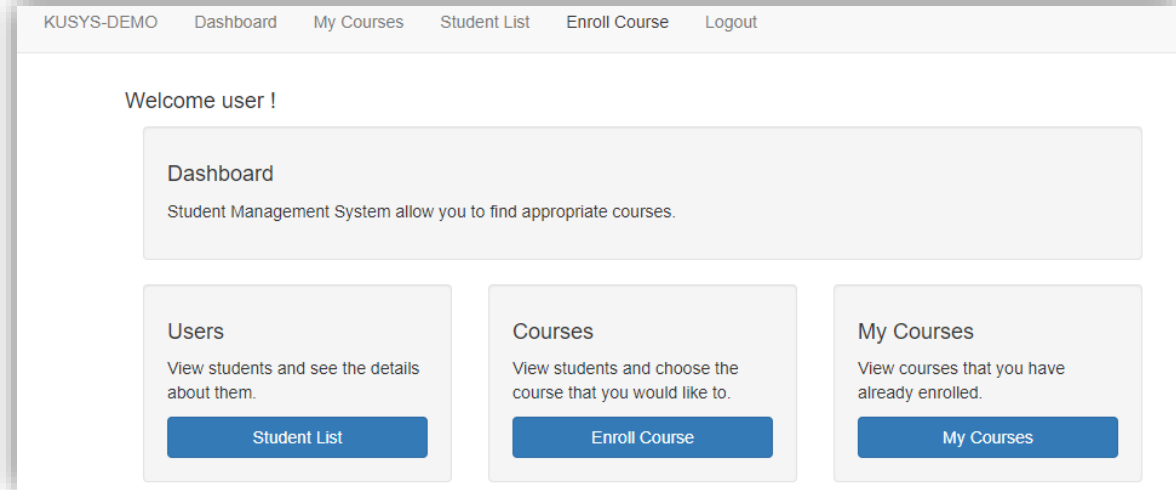 KUSYS-DEMO Dashboard My Courses Student List Enroll Course Logout
Welcome user !
Dashboard
Student Management System allow you to find appropriate courses.
Users
View students and see the details
about them.
Student List
Courses
View students and choose the
course that you would like to.
Enroll Course
My Courses
View courses that you have
already enrolled.
My Courses